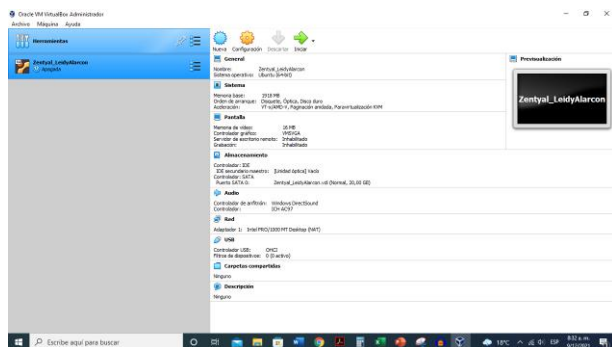 Oracle VM VirtualBox Administrador
Archivo Máquina Ayuda
Herramientas
Zentyal_LeidyAlarcon
Apagada
Nueva Configuración Descartar Iniciar
General
Nombre: Zentyal_LeidyAlarcon
Sistema operativo: Ubuntu (64-bit)
Sistema
Memoria base: 2918 MB
Orden de arranque: Disquete, Óptica, Disco duro
Aceleración: VT-x/AMD-V, Paginación anidada, Paravirtualización KVM
Pantalla
Memoria de vídeo: 16 MB
Controlador gráfico: VMSVGA
Servidor de escritorio remoto: Inhabilitado
Grabación: Inhabilitado
Almacenamiento
Controlador: IDE
IDE secundario maestro: [Unidad óptica] Vacío
Controlador: SATA
Puerto SATA 0: Zentyal_LeidyAlarcon.vdi (Normal, 20,00 GB)
Audio
Controlador de anfitrión: Windows DirectSound
Controlador: ICH AC97
Red
Adaptador 1: Intel PRO/1000 MT Desktop (NAT)
USB
Controlador USB: OHCI
Filtros de dispositivos: 0 (0 activo)
Carpetas compartidas
Ninguno
Descripción
Ninguno
Previsualización
Zentyal_LeidyAlarcon
Escribe aquí para buscar
18°C
ESP
8:02 a. m.
9/12/2021